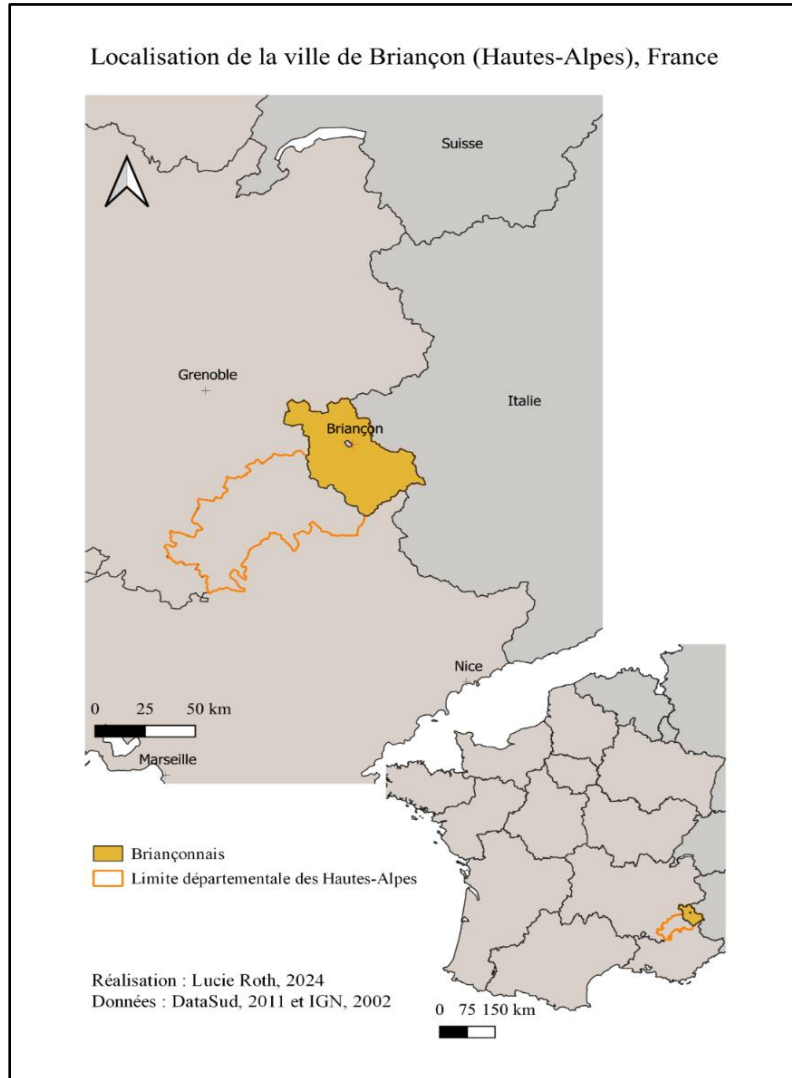 Localisation de la ville de Briançon (Hautes-Alpes), France
Suisse
Grenoble
Italie
Briançon
Nice
0 25 50 km
Marseille
Briançonnais
Limite départementale des Hautes-Alpes
Réalisation : Lucie Roth, 2024
Données : DataSud, 2011 et IGN, 2002
0 75 150 km